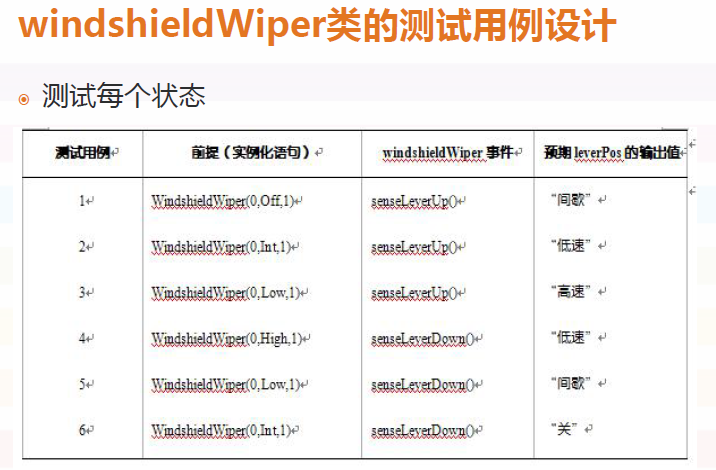 windshieldWiper类的测试用例设计
测试每个状态
测试用例 前提（实例化语句） windshieldWiper 事件 预期 leverPos 的输出值
1 WindshieldWiper(0,Off,1) senseLeverUp() “间歇”
2 WindshieldWiper(0,Int,1) senseLeverUp() “低速”
3 WindshieldWiper(0,Low,1) senseLeverUp() “高速”
4 WindshieldWiper(0,High,1) senseLeverDown() “低速”
5 WindshieldWiper(0,Low,1) senseLeverDown() “间歇”
6 WindshieldWiper(0,Int,1) senseLeverDown() “关”